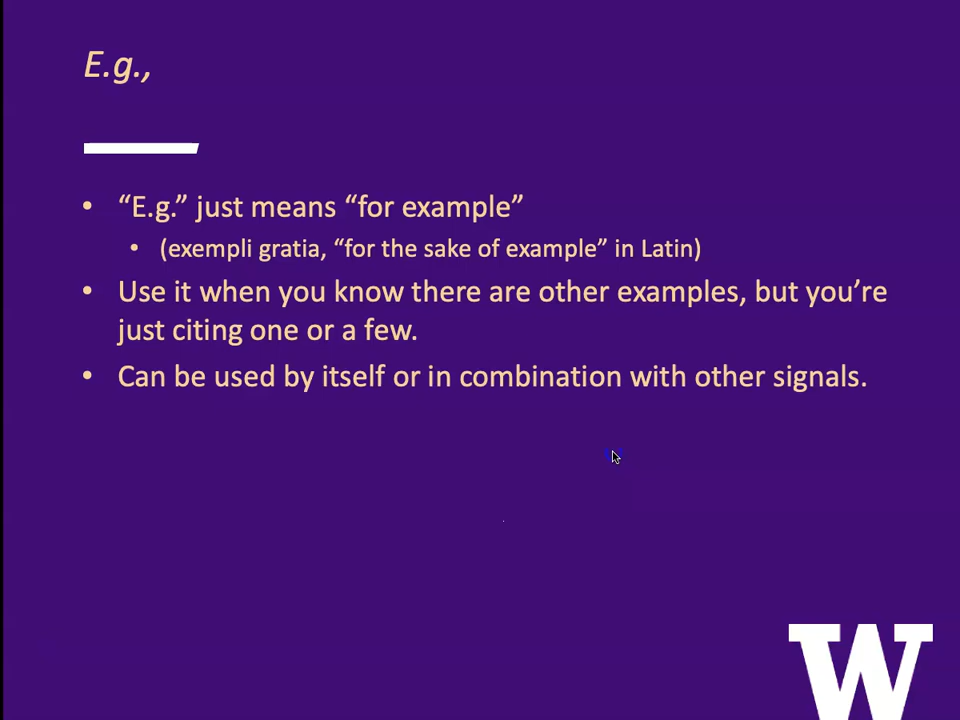 E.g.,
• “E.g.” just means “for example”
• (exempli gratia, “for the sake of example” in Latin)
• Use it when you know there are other examples, but you’re
just citing one or a few.
• Can be used by itself or in combination with other signals.
W